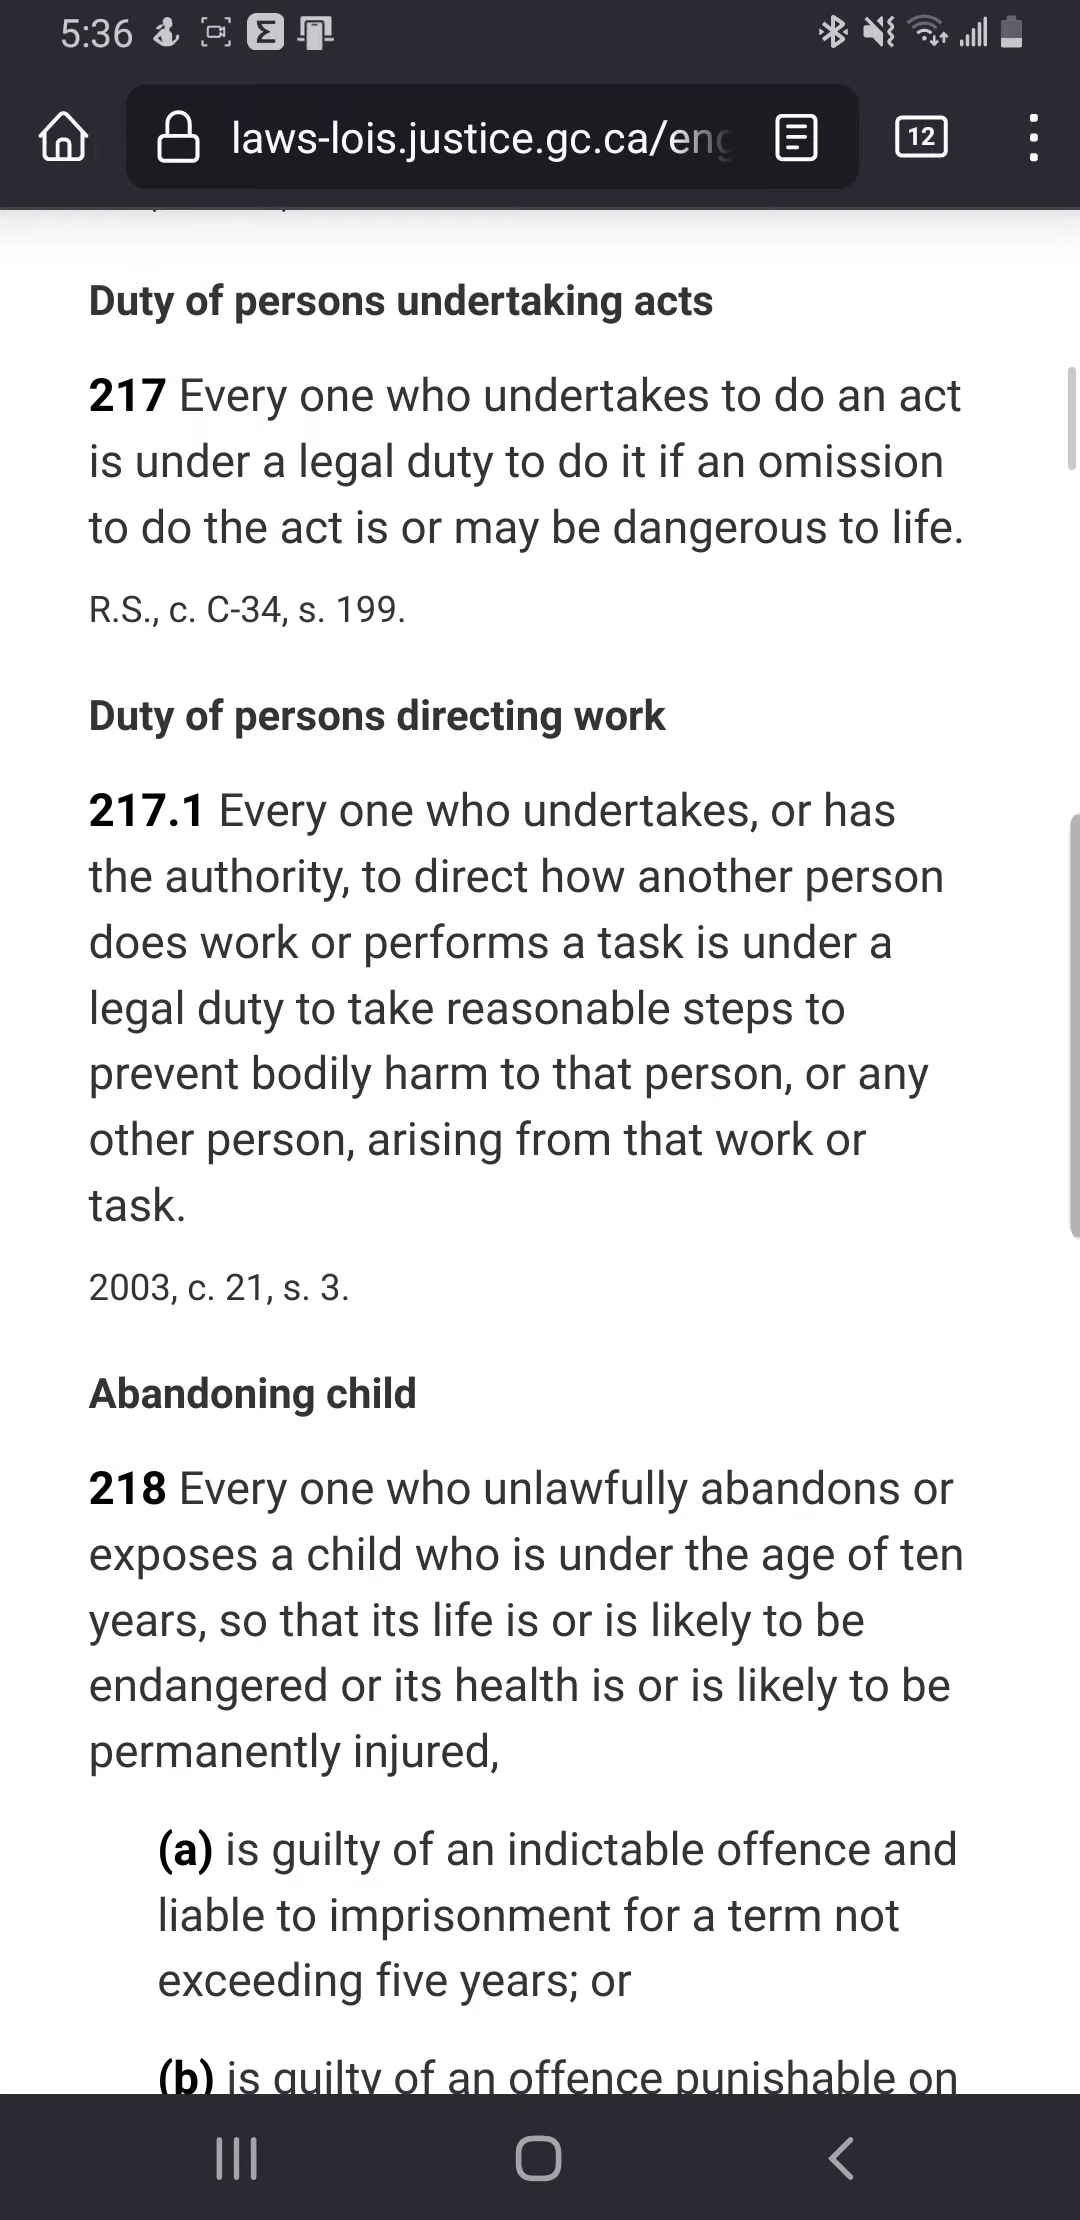 5:36
laws-lois.justice.gc.ca/eng
12
Duty of persons undertaking acts
217 Every one who undertakes to do an act
is under a legal duty to do it if an omission
to do the act is or may be dangerous to life.
R.S., c. C-34, s. 199.
Duty of persons directing work
217.1 Every one who undertakes, or has
the authority, to direct how another person
does work or performs a task is under a
legal duty to take reasonable steps to
prevent bodily harm to that person, or any
other person, arising from that work or
task.
2003, c. 21, s. 3.
Abandoning child
218 Every one who unlawfully abandons or
exposes a child who is under the age of ten
years, so that its life is or is likely to be
endangered or its health is or is likely to be
permanently injured,
(a) is guilty of an indictable offence and
liable to imprisonment for a term not
exceeding five years; or
(b) is guilty of an offence punishable on